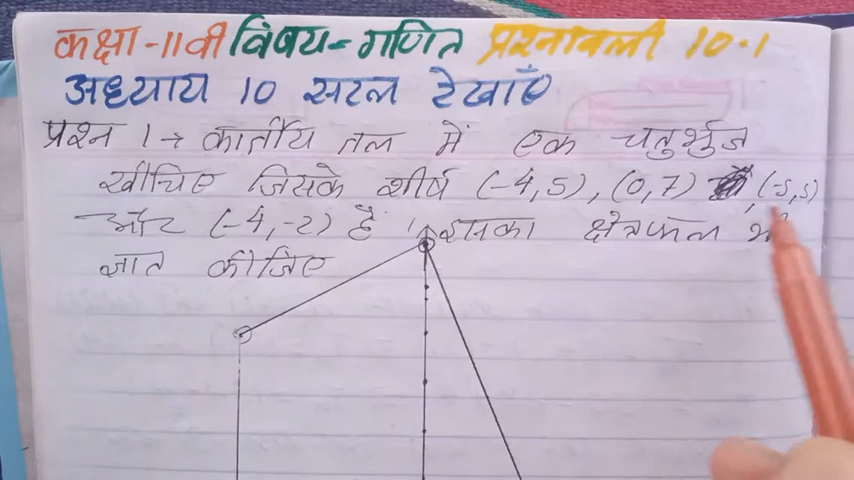 कक्षा -11वी विषय = गणित प्रश्नावली 10.1
अध्याय 10 सरल रेखाएँ
प्रश्न 1 → कार्तीय तल में एक चतुर्भुज
खींचिए जिसके शीर्ष (-4,5), (0,7) , (-5,5)
और (-4,-2) हैं । इसका क्षेत्रफल भी
ज्ञात कीजिए